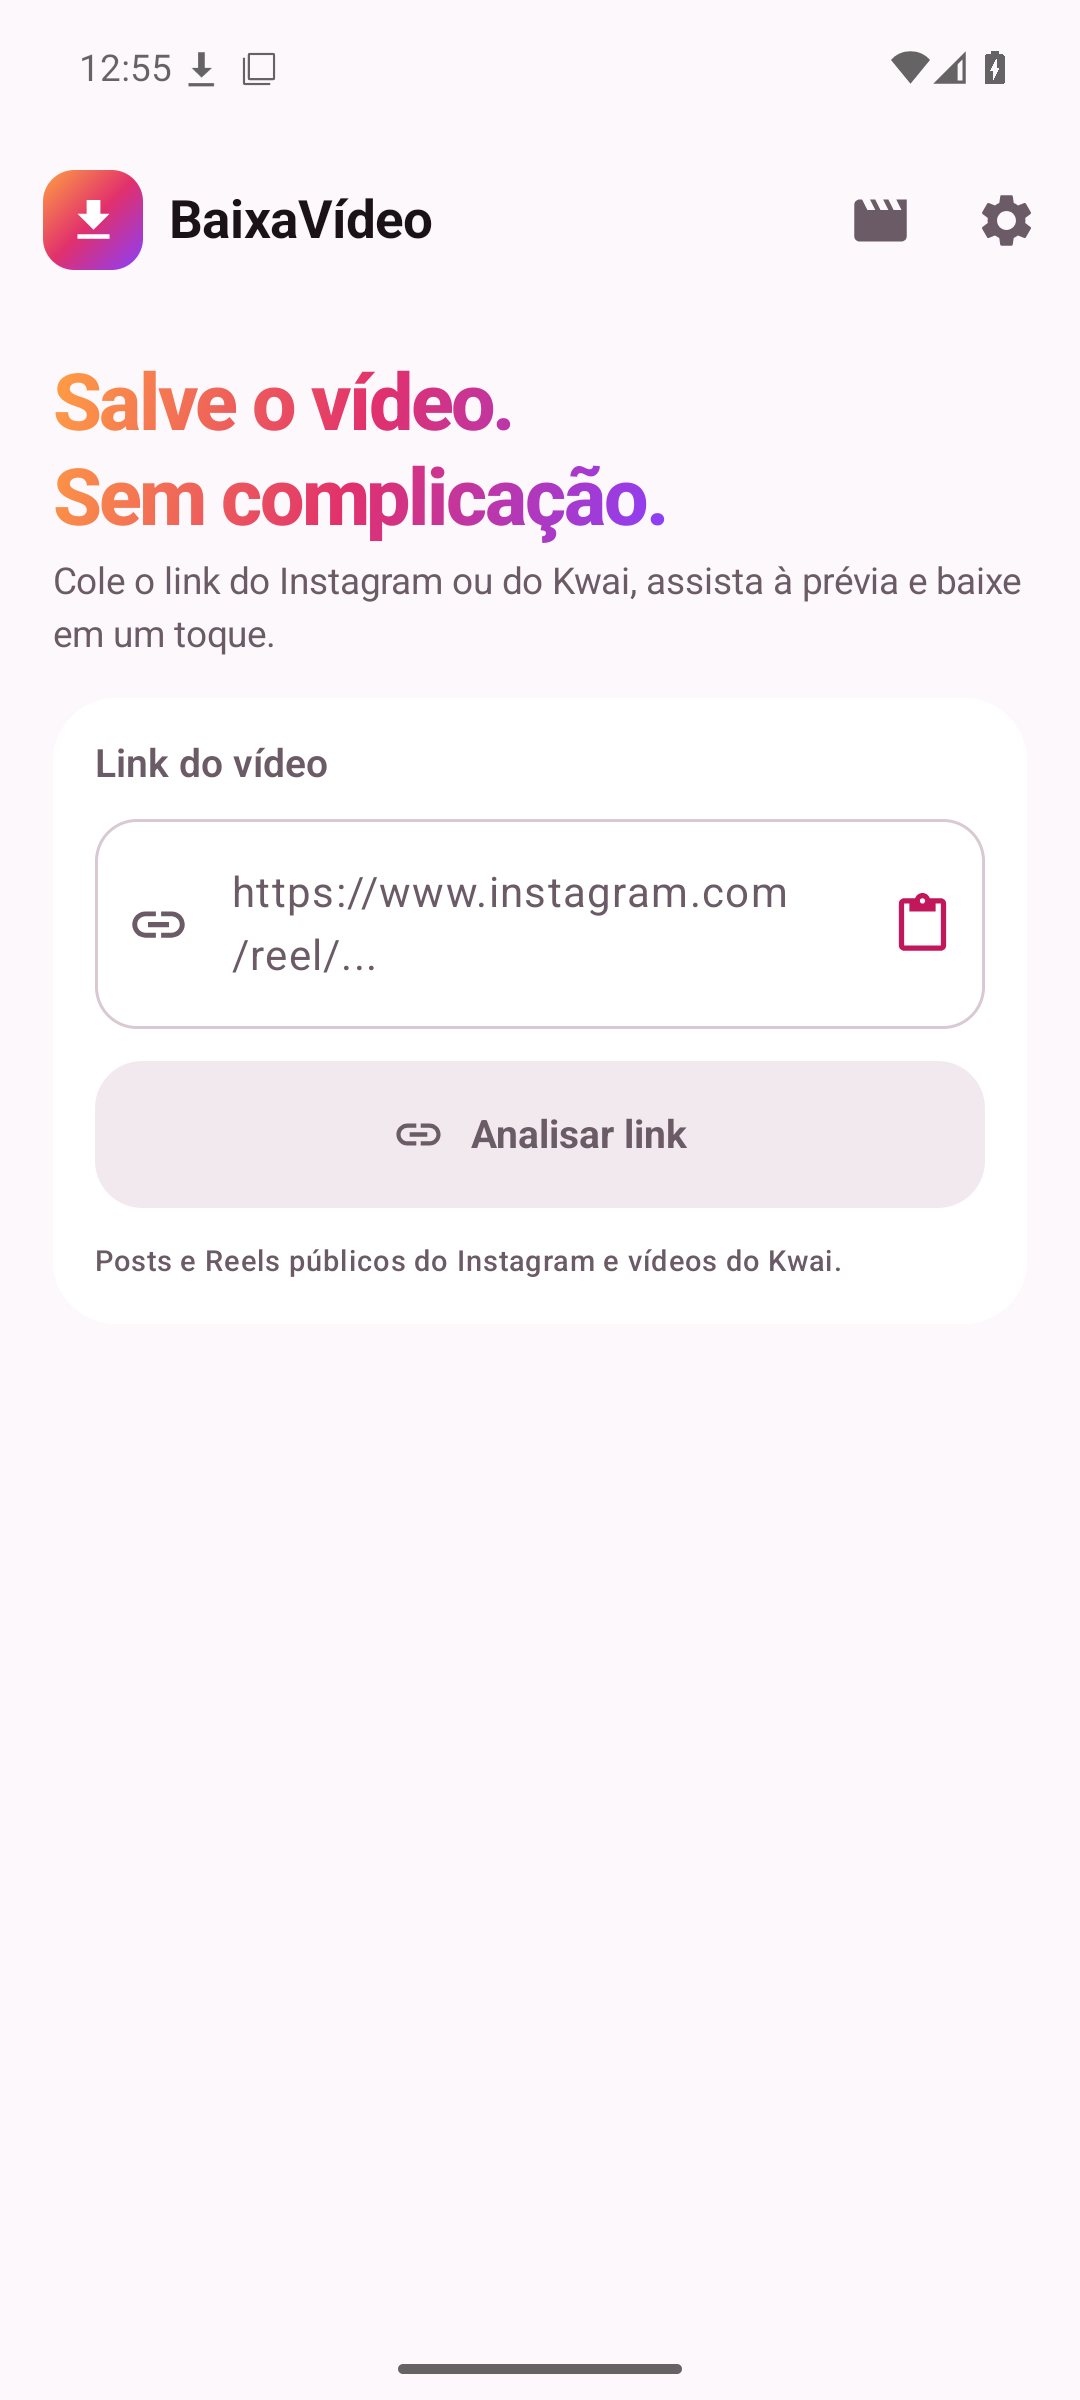 12:55
BaixaVídeo
Salve o vídeo.
Sem complicação.
Cole o link do Instagram ou do Kwai, assista à prévia e baixe
em um toque.
Link do vídeo
https://www.instagram.com
/reel/...
Analisar link
Posts e Reels públicos do Instagram e vídeos do Kwai.